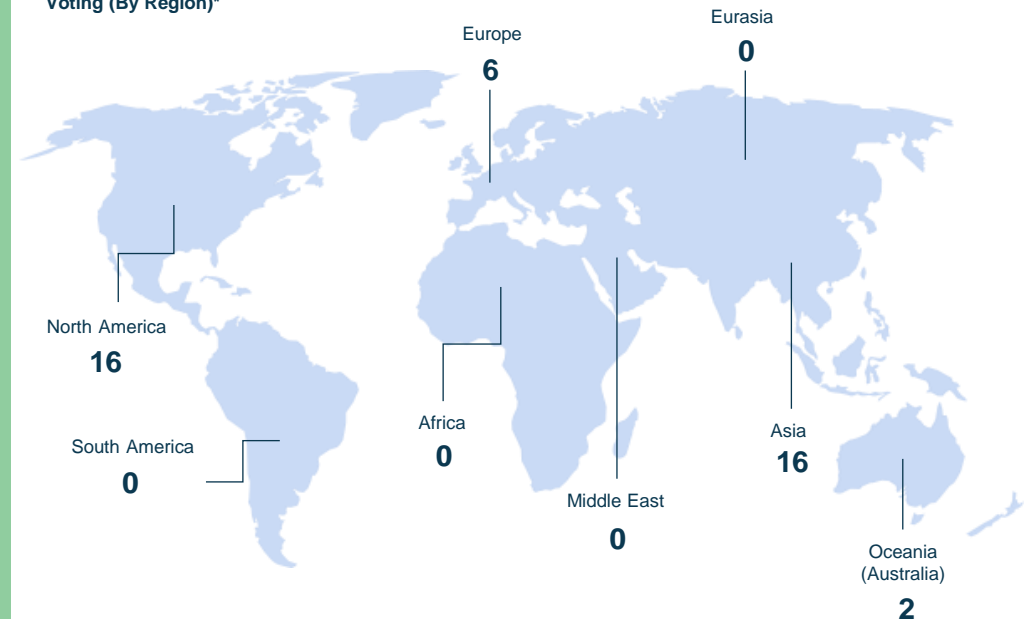 Voting (By Region)*
Eurasia
0
Europe
6
North America
16
South America
0
Africa
0
Middle East
0
Asia
16
Oceania
(Australia)
2